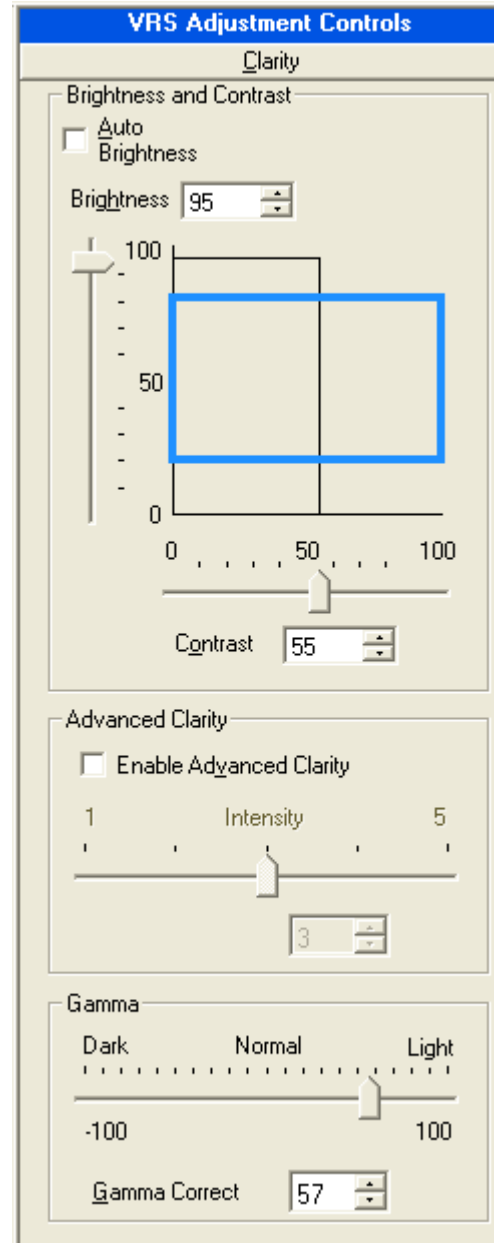 VRS Adjustment Controls
Clarity
Brightness and Contrast
Auto
Brightness
Brightness 95
100
50
0
0 50 100
Contrast 55
Advanced Clarity
Enable Advanced Clarity
1 Intensity 5
3
Gamma
Dark Normal Light
-100 100
Gamma Correct 57